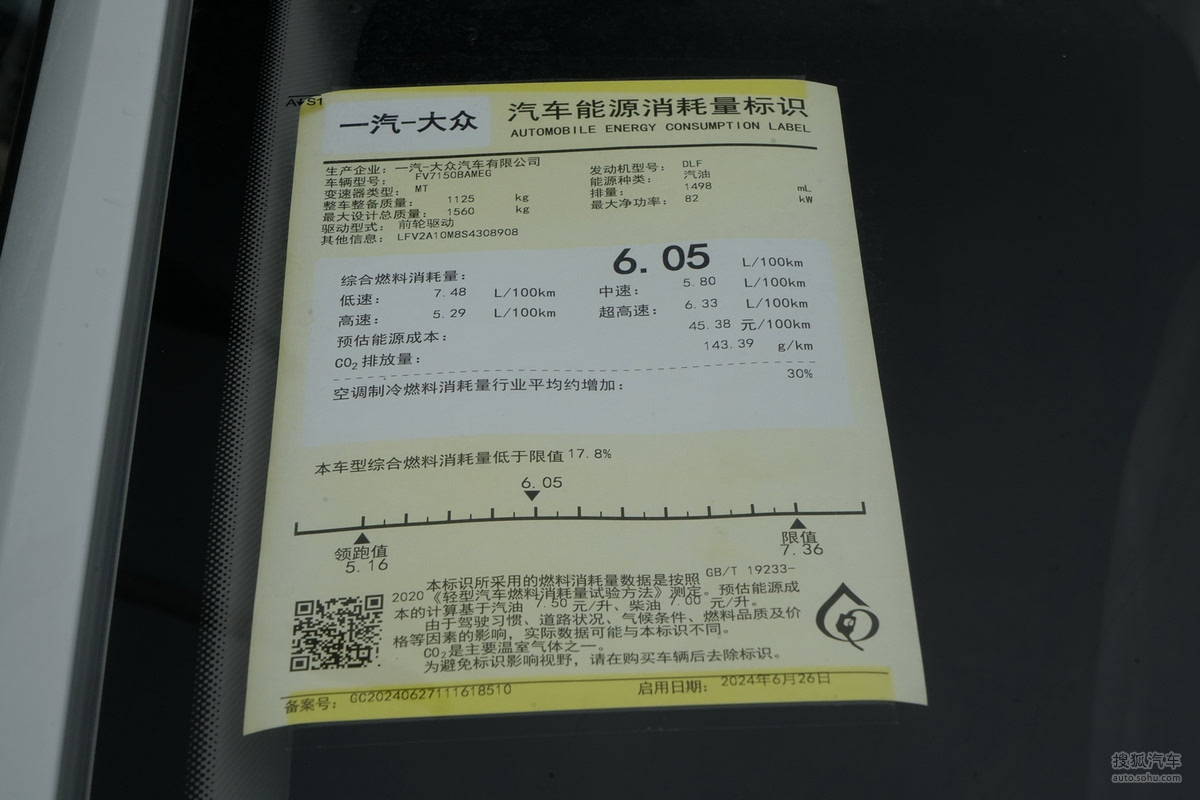 A↓S1
一汽-大众
汽车能源消耗量标识
AUTOMOBILE ENERGY CONSUMPTION LABEL
生产企业: 一汽-大众汽车有限公司
车辆型号: FV7150BAMEG
变速器类型: MT
整车整备质量: 1125 kg
最大设计总质量: 1560 kg
驱动型式: 前轮驱动
其他信息: LFV2A10M8S4308908
发动机型号: DLF
能源种类: 汽油
排量: 1498 mL
最大净功率: 82 kW
综合燃料消耗量: 6.05 L/100km
低速: 7.48 L/100km 中速: 5.80 L/100km
高速: 5.29 L/100km 超高速: 6.33 L/100km
预估能源成本: 45.38 元/100km
CO2排放量: 143.39 g/km
空调制冷燃料消耗量行业平均约增加: 30%
本车型综合燃料消耗量低于限值17.8%
6.05
领跑值 限值
5.16 7.36
本标识所采用的燃料消耗量数据是按照 GB/T 19233-
2020《轻型汽车燃料消耗量试验方法》测定。预估能源成
本的计算基于汽油 7.50 元/升、柴油 7.00 元/升。
由于驾驶习惯、道路状况、气候条件、燃料品质及价
格等因素的影响，实际数据可能与本标识不同。
CO2是主要温室气体之一。
为避免标识影响视野，请在购买车辆后去除标识。
备案号: GC20240627111618510 启用日期: 2024年6月26日
搜狐汽车
auto.sohu.com